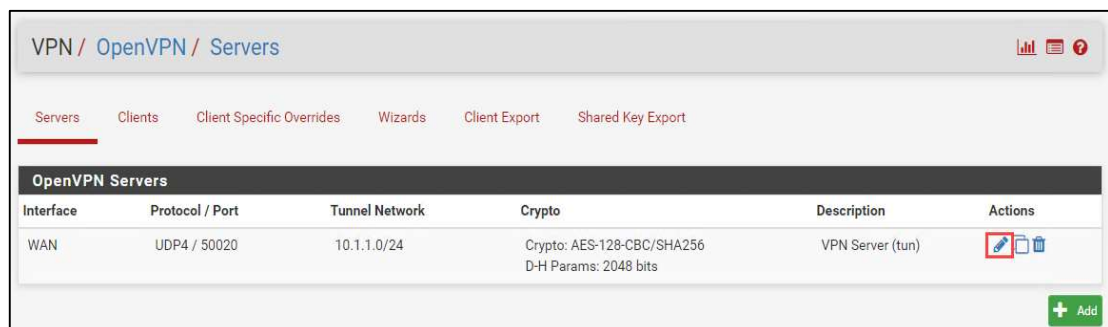 VPN / OpenVPN / Servers
Servers Clients Client Specific Overrides Wizards Client Export Shared Key Export
OpenVPN Servers
Interface Protocol / Port Tunnel Network Crypto Description Actions
WAN UDP4 / 50020 10.1.1.0/24 Crypto: AES-128-CBC/SHA256 VPN Server (tun)
D-H Params: 2048 bits
Add